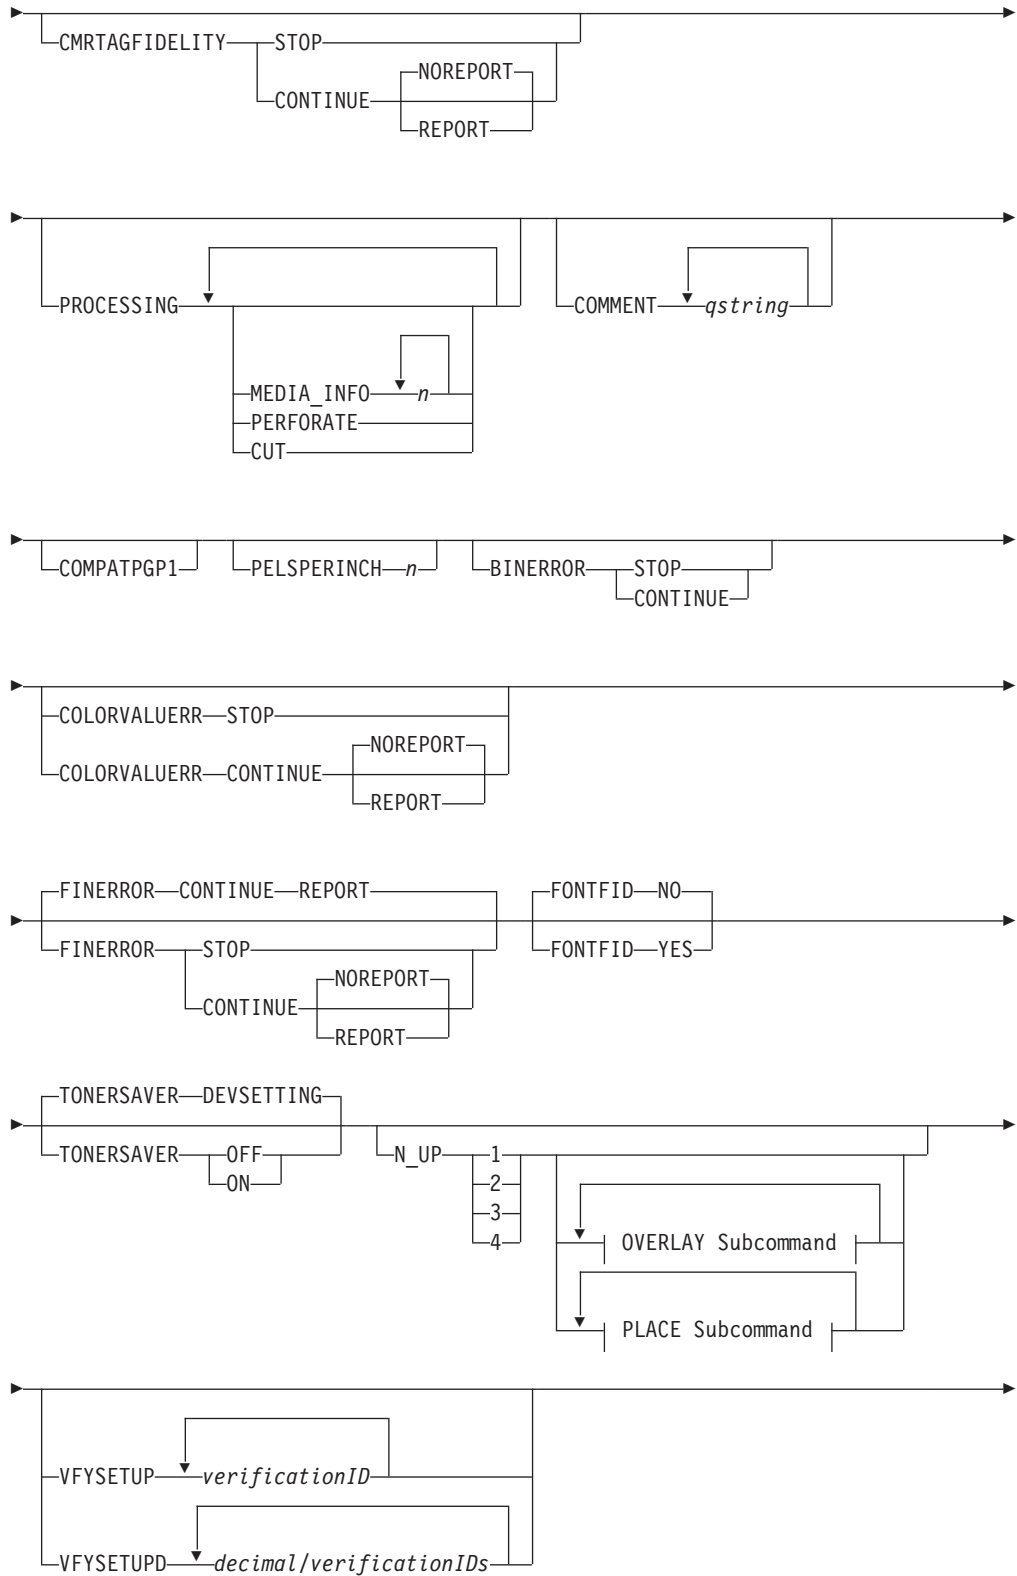 CMRTAGFIDELITY STOP
NOREPORT
CONTINUE
REPORT
PROCESSING COMMENT qstring
MEDIA_INFO n
PERFORATE
CUT
COMPATPGP1 PELSPERINCH n BINERROR STOP
CONTINUE
COLORVALUERR STOP
NOREPORT
COLORVALUERR CONTINUE
REPORT
FINERROR CONTINUE REPORT FONTFID NO
FINERROR STOP FONTFID YES
NOREPORT
CONTINUE
REPORT
TONERSAVER DEVSETTING
TONERSAVER OFF N_UP 1
ON 2
3
4 OVERLAY Subcommand
PLACE Subcommand
VFYSETUP verificationID
VFYSETUPD decimal/verificationIDs